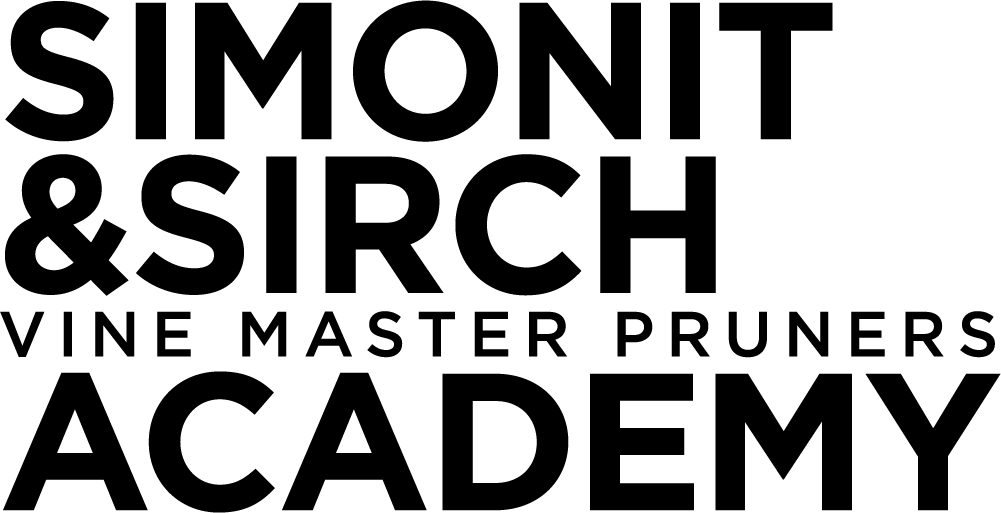 SIMONIT
&SIRCH
VINE MASTER PRUNERS
ACADEMY